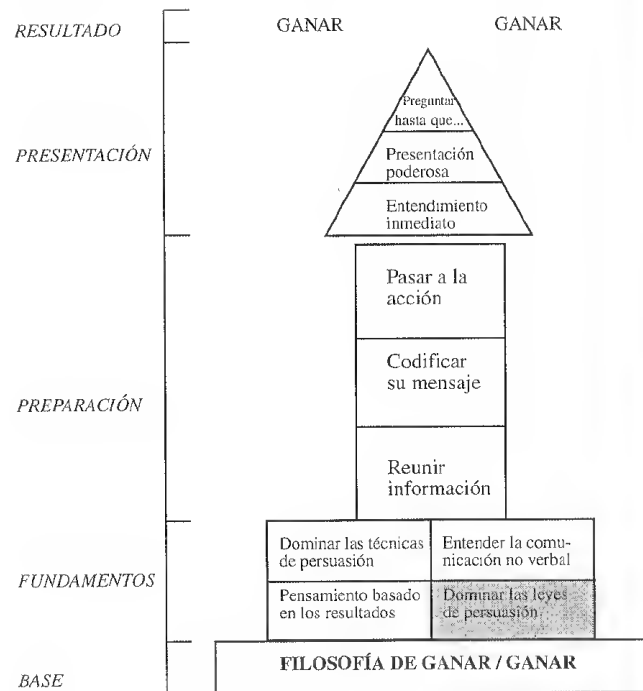 RESULTADO
GANAR GANAR
PRESENTACIÓN
Preguntar
hasta que...
Presentación
poderosa
Entendimiento
inmediato
PREPARACIÓN
Pasar a la
acción
Codificar
su mensaje
Reunir
información
FUNDAMENTOS
Dominar las técnicas
de persuasión
Entender la comu-
nicación no verbal
Pensamiento basado
en los resultados
Dominar las leyes
de persuasión
BASE
FILOSOFÍA DE GANAR / GANAR